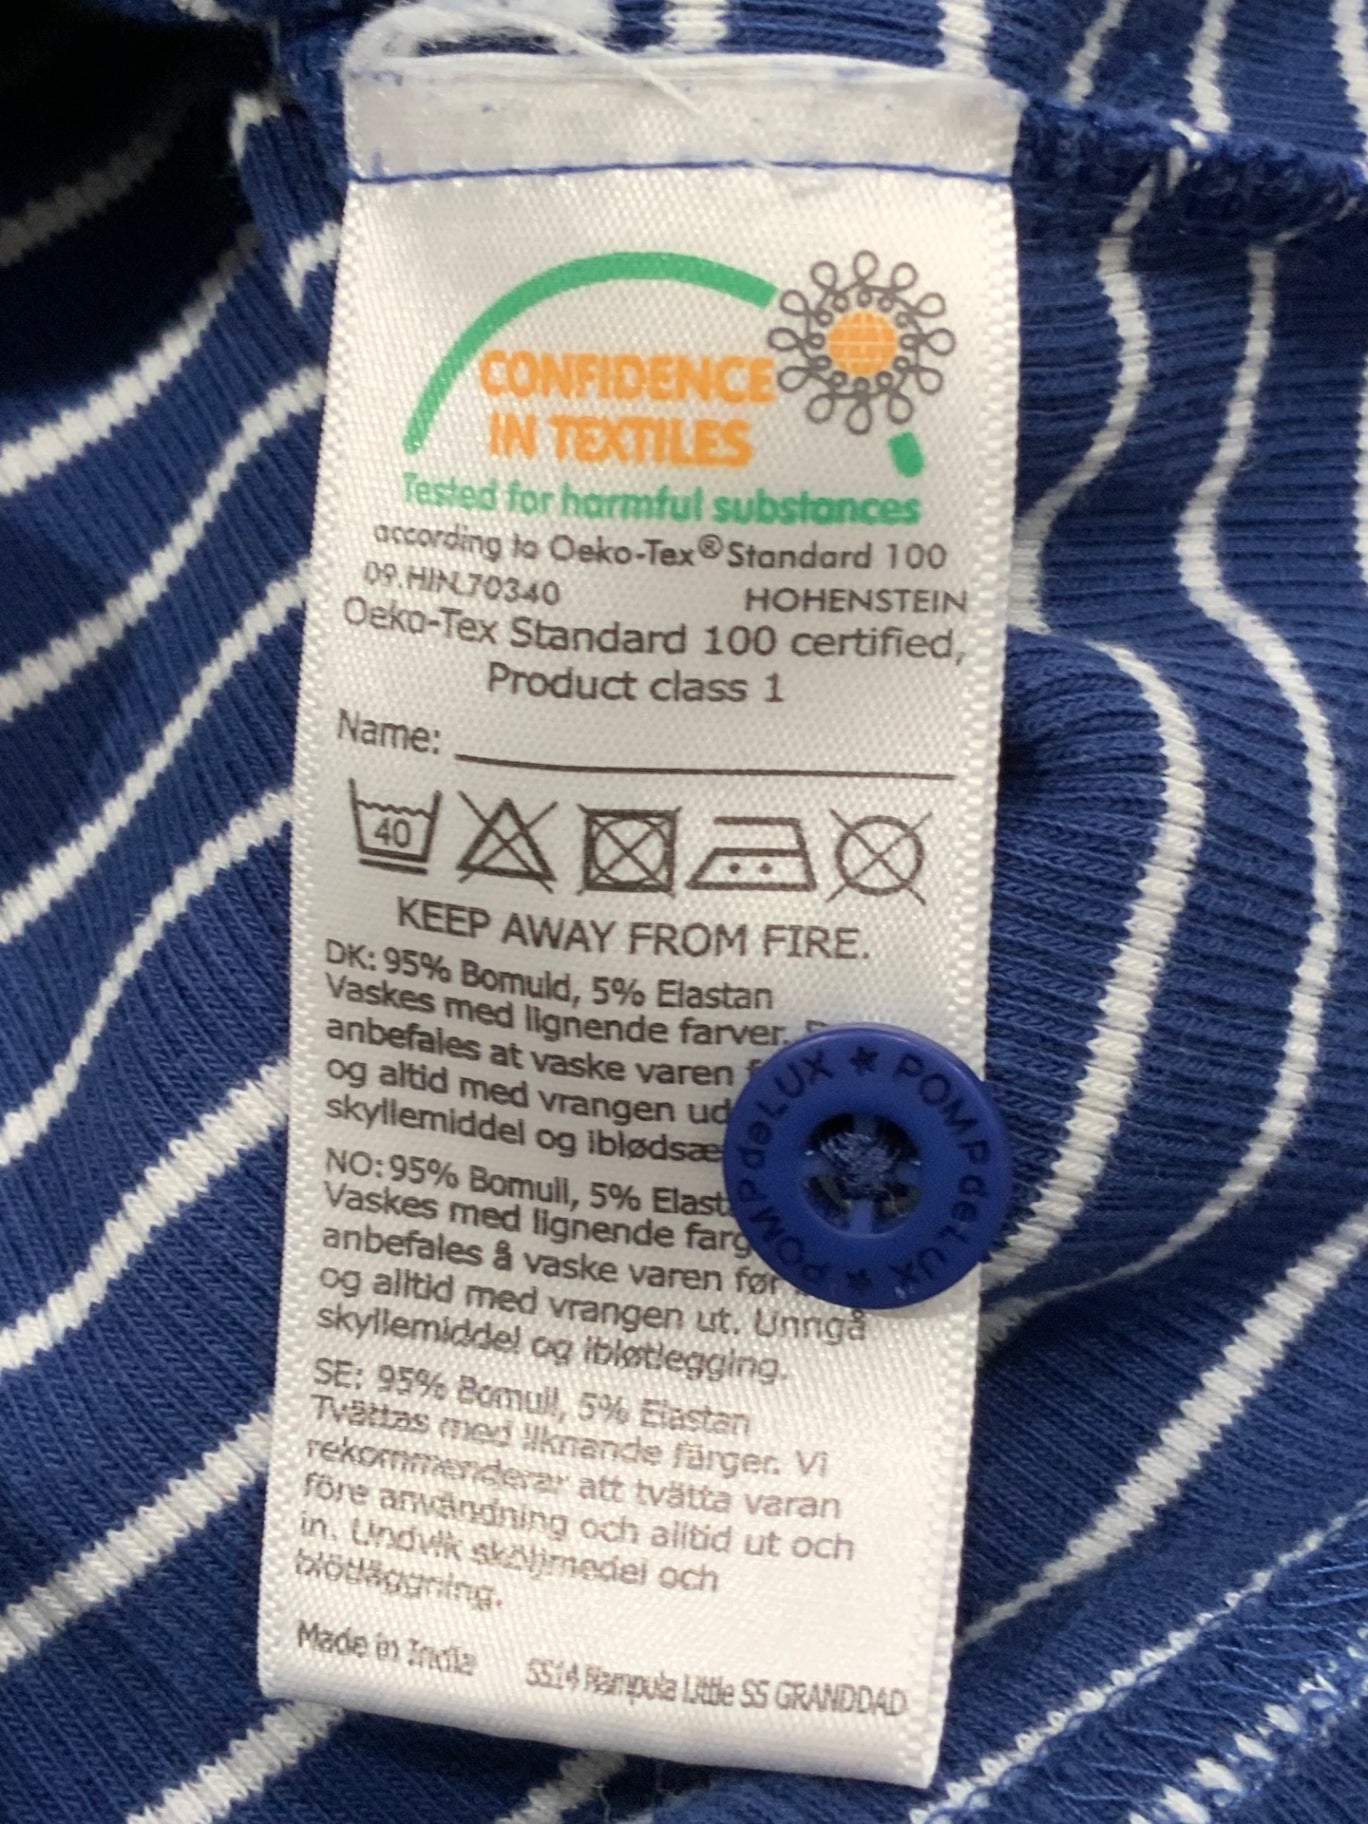 CONFIDENCE
IN TEXTILES
Tested for harmful substances
according to Oeko-Tex® Standard 100
09.HIN.70340 HOHENSTEIN
Oeko-Tex Standard 100 certified,
Product class 1
Name:
40
KEEP AWAY FROM FIRE.
DK: 95% Bomuld, 5% Elastan
Vaskes med lignende farver.
anbefales at vaske varen
og altid med vrangen ud
skyllemiddel og
NO: 95% Bomull, 5%
Vaskes med lignende
anbefales å vaske varen før
og alltid med vrangen ut. Unngå
skyllemiddel og ibløtlegging.
SE: 95% Bomull, 5% Elastan
Tvättas med liknande färger. Vi
rekommenderar att tvätta varan
före användning och alltid ut och
in. Undvik sköljmedel och
blötläggning.
Made in India SS14 Hampula Little SS GRANDDAD
POMPdeLUX ★ POMPdeLUX ★